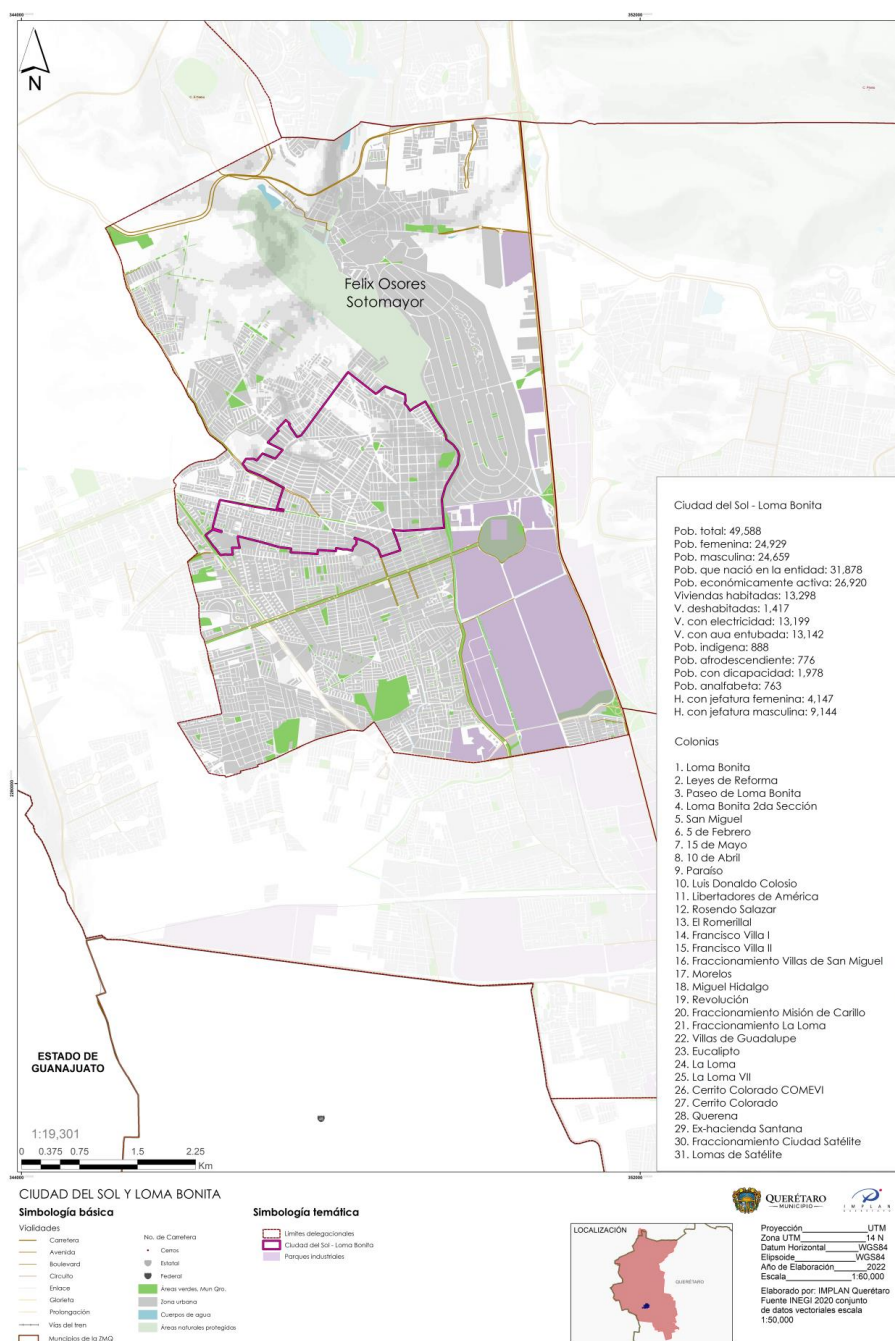 344000
352000
N
Felix Osores
Sotomayor
Ciudad del Sol - Loma Bonita
Pob. total: 49,588
Pob. femenina: 24,929
Pob. masculina: 24,659
Pob. que nació en la entidad: 31,878
Pob. económicamente activa: 26,920
Viviendas habitadas: 13,298
V. deshabitadas: 1,417
V. con electricidad: 13,199
V. con aua entubada: 13,142
Pob. indígena: 888
Pob. afrodescendiente: 776
Pob. con dicapacidad: 1,978
Pob. analfabeta: 763
H. con jefatura femenina: 4,147
H. con jefatura masculina: 9,144
Colonias
1. Loma Bonita
2. Leyes de Reforma
3. Paseo de Loma Bonita
4. Loma Bonita 2da Sección
5. San Miguel
6. 5 de Febrero
7. 15 de Mayo
8. 10 de Abril
9. Paraíso
10. Luis Donaldo Colosio
11. Libertadores de América
12. Rosendo Salazar
13. El Romerillal
14. Francisco Villa I
15. Francisco Villa II
16. Fraccionamiento Villas de San Miguel
17. Morelos
18. Miguel Hidalgo
19. Revolución
20. Fraccionamiento Misión de Carillo
21. Fraccionamiento La Loma
22. Villas de Guadalupe
23. Eucalipto
24. La Loma
25. La Loma VII
26. Cerrito Colorado COMEVI
27. Cerrito Colorado
28. Querena
29. Ex-hacienda Santana
30. Fraccionamiento Ciudad Satélite
31. Lomas de Satélite
ESTADO DE
GUANAJUATO
1:19,301
0 0.375 0.75 1.5 2.25
Km
344000
352000
CIUDAD DEL SOL Y LOMA BONITA
Simbología básica
Vialidades
Carretera
Avenida
Boulevard
Circuito
Enlace
Glorieta
Prolongación
Vías del tren
Municipios de la ZMQ
No. de Carretera
Cerros
Estatal
Federal
Áreas verdes, Mun Qro.
Zona urbana
Cuerpos de agua
Áreas naturales protegidas
Simbología temática
Límites delegacionales
Ciudad del Sol - Loma Bonita
Parques industriales
LOCALIZACIÓN
QUERÉTARO
QUERÉTARO
MUNICIPIO
IMPLAN
Proyección UTM
Zona UTM 14 N
Datum Horizontal WGS84
Elipsoide WGS84
Año de Elaboración 2022
Escala 1:60,000
Elaborado por: IMPLAN Querétaro
Fuente INEGI 2020 conjunto
de datos vectoriales escala
1:50,000